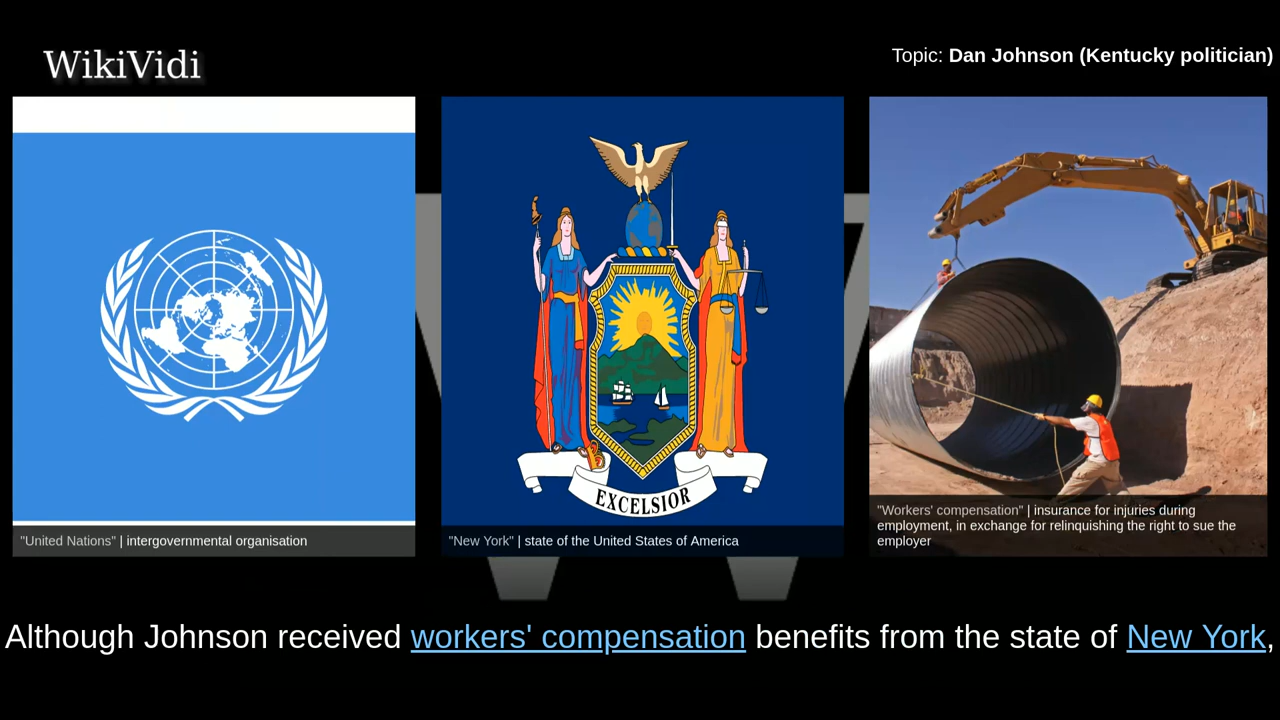 WikiVidi
Topic: Dan Johnson (Kentucky politician)
EXCELSIOR
"United Nations" | intergovernmental organisation
"New York" | state of the United States of America
"Workers' compensation" | insurance for injuries during
employment, in exchange for relinquishing the right to sue the
employer
Although Johnson received workers' compensation benefits from the state of New York,